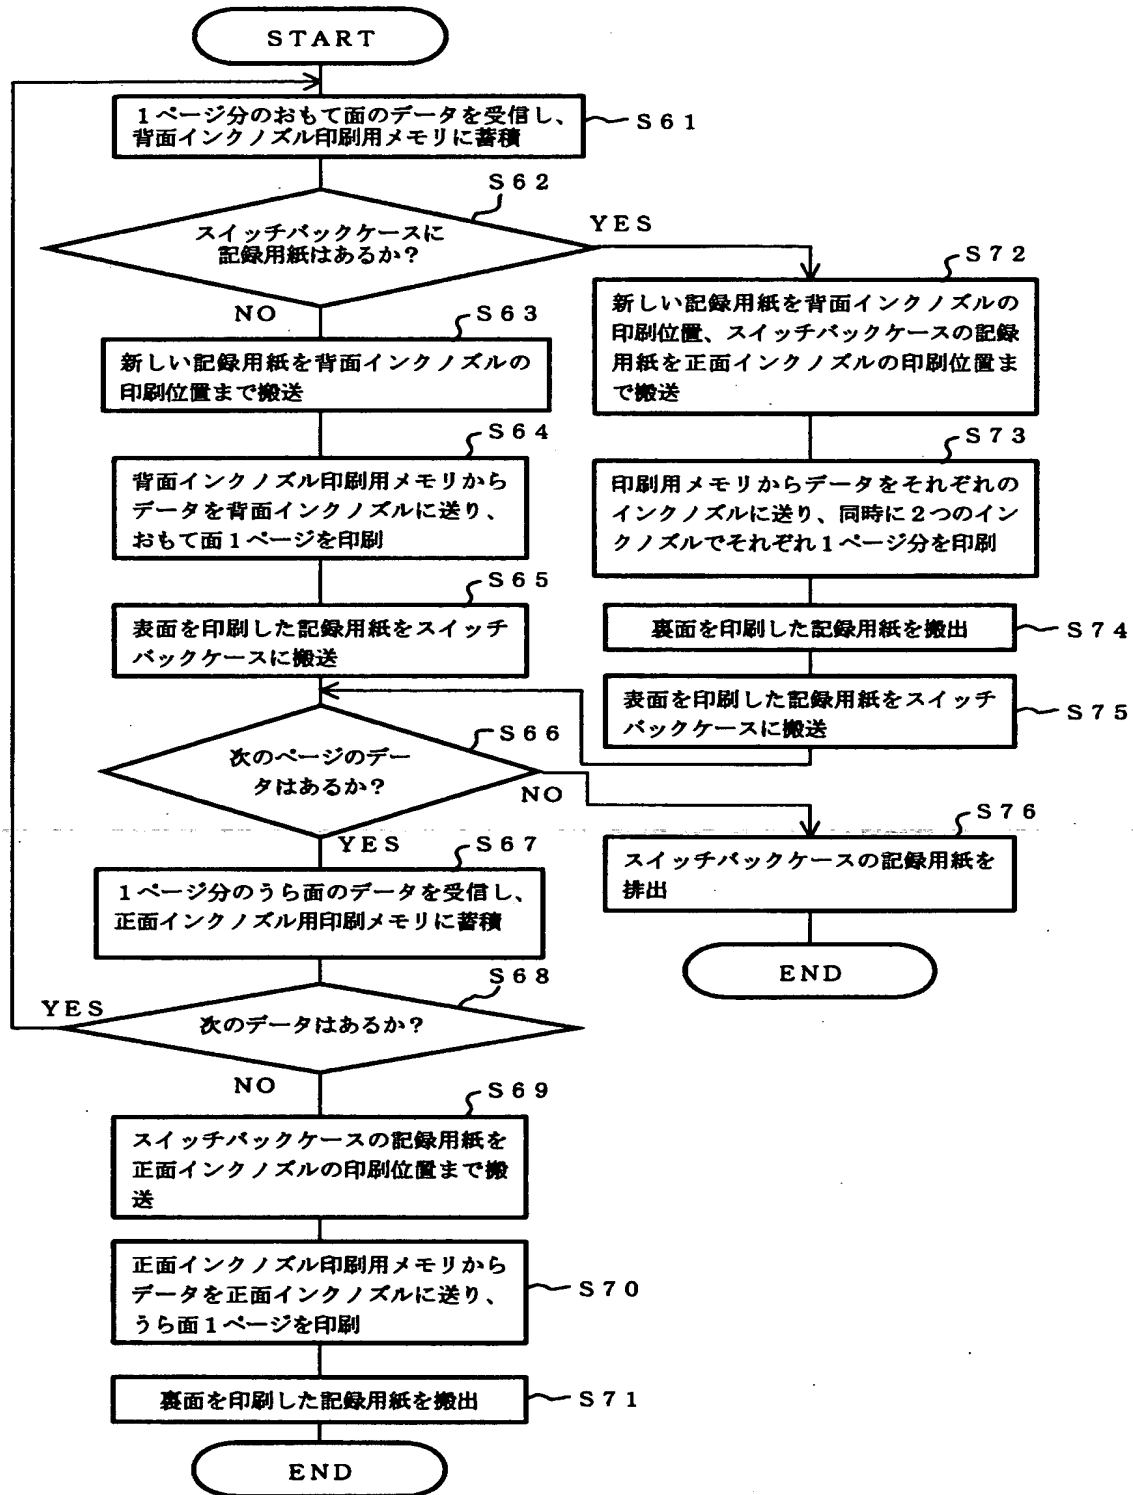 START
1ページ分のおもて面のデータを受信し、
背面インクノズル印刷用メモリに蓄積
S61
S62
スイッチバックケースに
記録用紙はあるか?
YES
NO
S63
新しい記録用紙を背面インクノズルの
印刷位置まで搬送
S64
背面インクノズル印刷用メモリから
データを背面インクノズルに送り、
おもて面1ページを印刷
S65
表面を印刷した記録用紙をスイッチ
バックケースに搬送
S72
新しい記録用紙を背面インクノズルの
印刷位置、スイッチバックケースの記録
用紙を正面インクノズルの印刷位置ま
で搬送
S73
印刷用メモリからデータをそれぞれの
インクノズルに送り、同時に2つのイン
クノズルでそれぞれ1ページ分を印刷
裏面を印刷した記録用紙を搬出
S74
表面を印刷した記録用紙をスイッチ
バックケースに搬送
S75
S66
次のページのデー
タはあるか?
NO
YES
S76
スイッチバックケースの記録用紙を
排出
END
S67
1ページ分のうら面のデータを受信し、
正面インクノズル用印刷メモリに蓄積
S68
YES
次のデータはあるか?
NO
S69
スイッチバックケースの記録用紙を
正面インクノズルの印刷位置まで搬
送
正面インクノズル印刷用メモリから
データを正面インクノズルに送り、
うら面1ページを印刷
S70
裏面を印刷した記録用紙を搬出
S71
END